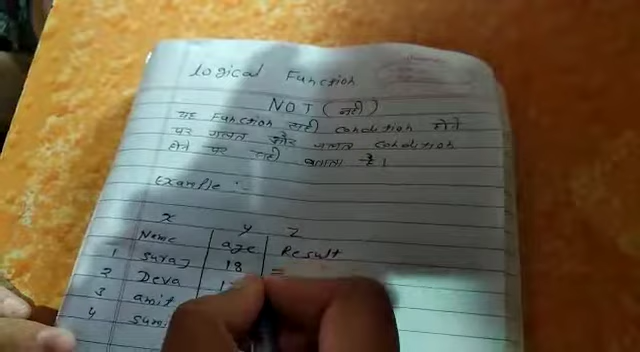 Logical Function
NOT (नही)
यह Function सही condition होने
पर गलत और गलत condition
होने पर सही बताता है।
Example :-
x y z
Name age Result
1 Suraj 18 =
2 Deva
3 amit
4